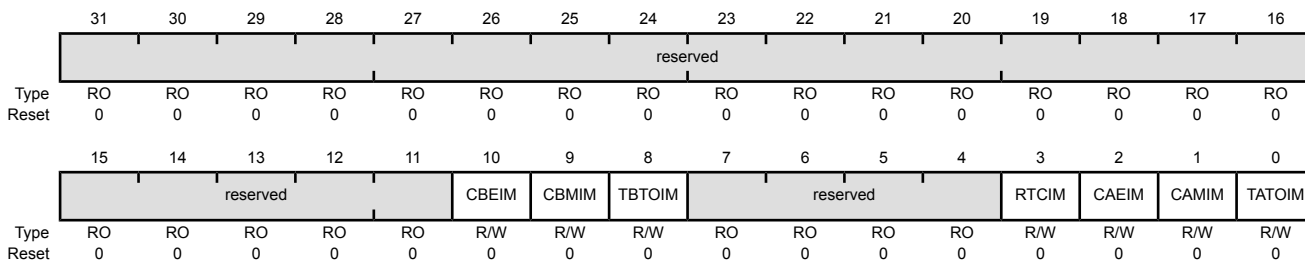 31 30 29 28 27 26 25 24 23 22 21 20 19 18 17 16
reserved
Type RO RO RO RO RO RO RO RO RO RO RO RO RO RO RO RO
Reset 0 0 0 0 0 0 0 0 0 0 0 0 0 0 0 0
15 14 13 12 11 10 9 8 7 6 5 4 3 2 1 0
reserved CBEIM CBMIM TBTOIM reserved RTCIM CAEIM CAMIM TATOIM
Type RO RO RO RO RO R/W R/W R/W RO RO RO RO R/W R/W R/W R/W
Reset 0 0 0 0 0 0 0 0 0 0 0 0 0 0 0 0